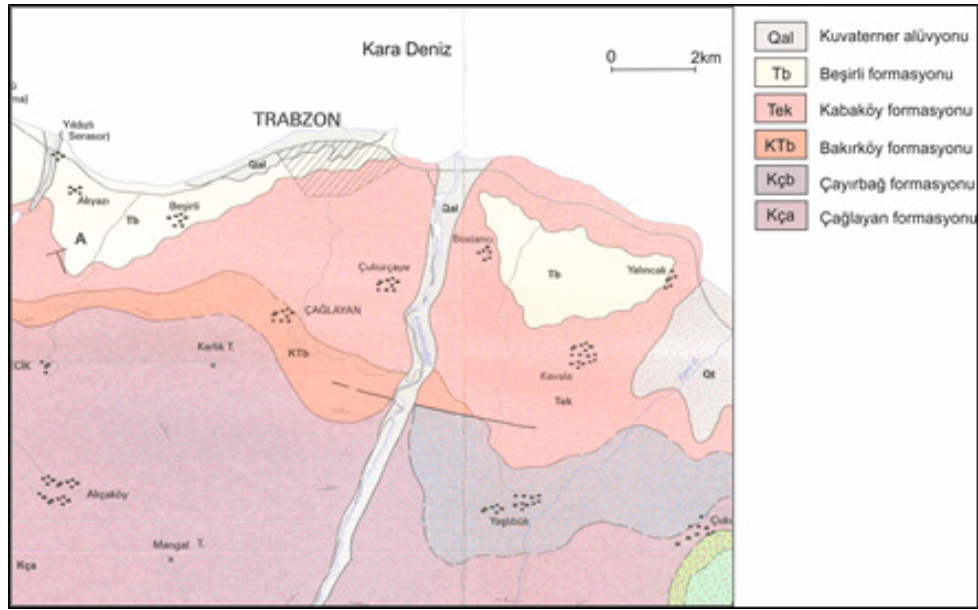 Kara Deniz
0
2km
TRABZON
Yıldızlı
Serasor)
Qal
Alıyazı
Tb
Beşirli
A
Qal
Bostancı
Tb
Yalıncak
Çukurçayır
ÇAĞLAYAN
KTb
Karlık T.
CİK
Kavala
Tek
Qt
Alıçaköy
Yeşilbük
Mangal T.
Kça
Qal
Kuvaterner alüvyonu
Tb
Beşirli formasyonu
Tek
Kabaköy formasyonu
KTb
Bakırköy formasyonu
Kçb
Çayırbağ formasyonu
Kça
Çağlayan formasyonu